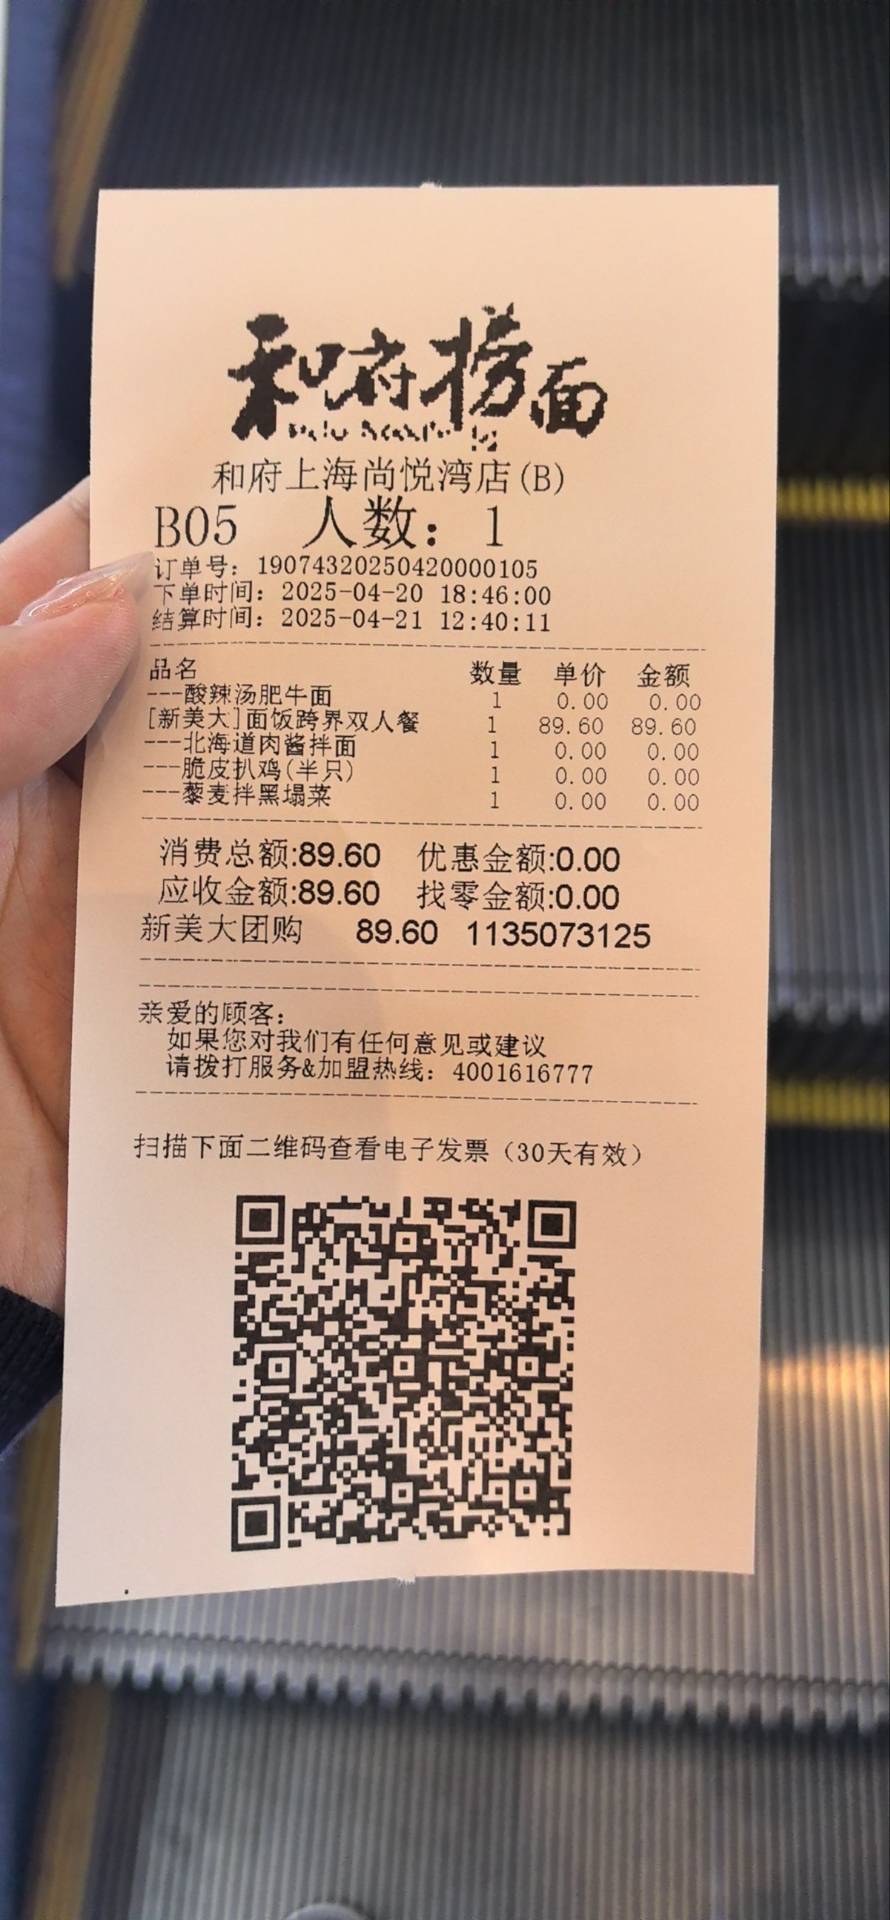 和府捞面
和府上海尚悦湾店(B)
B05 人数：1
订单号：19074320250420000105
下单时间：2025-04-20 18:46:00
结算时间：2025-04-21 12:40:11
品名 数量 单价 金额
---酸辣汤肥牛面 1 0.00 0.00
[新美大]面饭跨界双人餐 1 89.60 89.60
---北海道肉酱拌面 1 0.00 0.00
---脆皮扒鸡(半只) 1 0.00 0.00
---藜麦拌黑塌菜 1 0.00 0.00
消费总额:89.60 优惠金额:0.00
应收金额:89.60 找零金额:0.00
新美大团购 89.60 1135073125
亲爱的顾客：
如果您对我们有任何意见或建议
请拨打服务&加盟热线：4001616777
扫描下面二维码查看电子发票（30天有效）